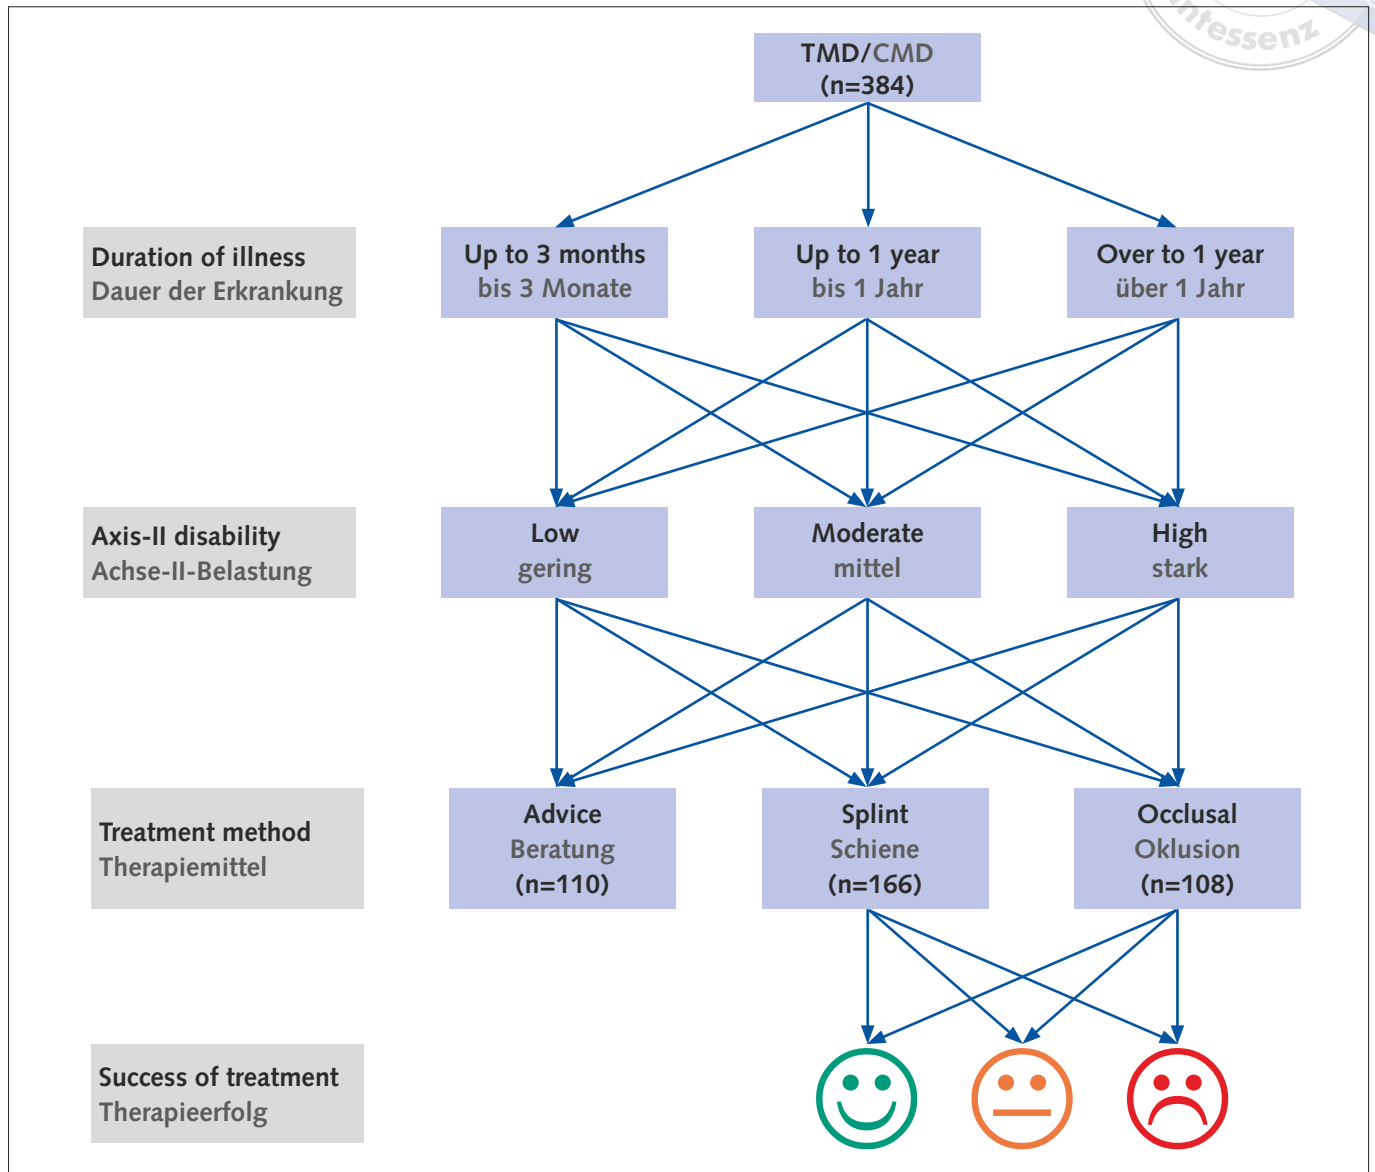 TMD/CMD
(n=384)
Duration of illness
Dauer der Erkrankung
Up to 3 months
bis 3 Monate
Up to 1 year
bis 1 Jahr
Over to 1 year
über 1 Jahr
Axis-II disability
Achse-II-Belastung
Low
gering
Moderate
mittel
High
stark
Treatment method
Therapiemittel
Advice
Beratung
(n=110)
Splint
Schiene
(n=166)
Occlusal
Oklusion
(n=108)
Success of treatment
Therapieerfolg